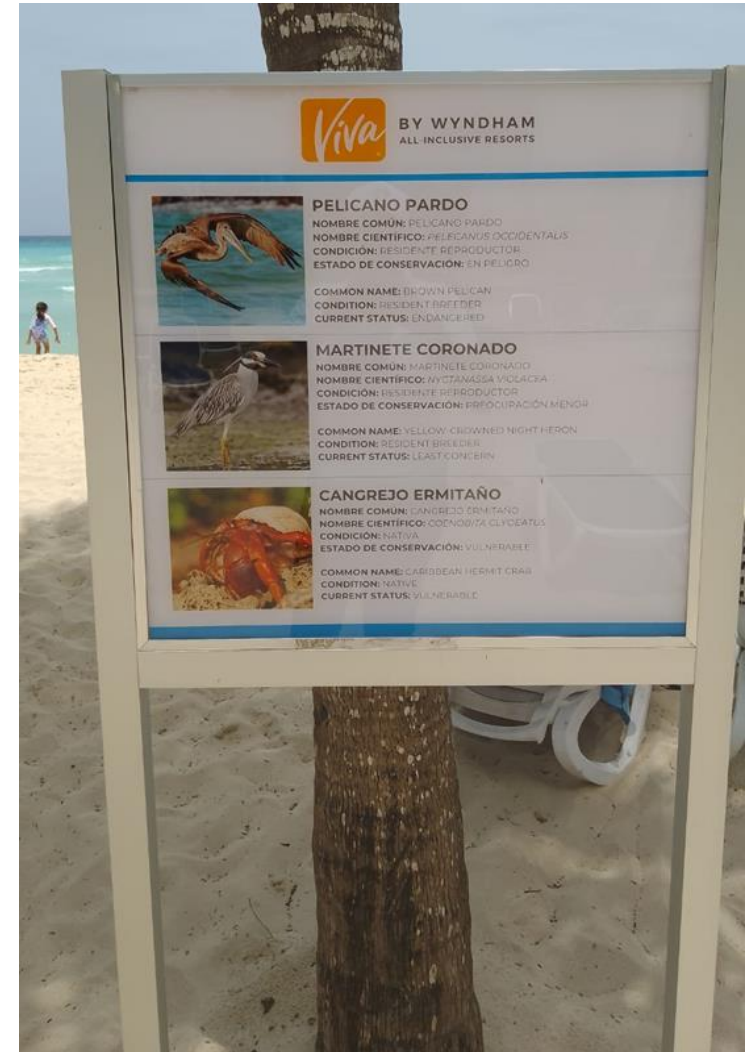 Viva
BY WYNDHAM
ALL-INCLUSIVE RESORTS
PELICANO PARDO
NOMBRE COMÚN: PELICANO PARDO
NOMBRE CIENTÍFICO: PELECANUS OCCIDENTALIS
CONDICIÓN: RESIDENTE REPRODUCTOR
ESTADO DE CONSERVACIÓN: EN PELIGRO
COMMON NAME: BROWN PELICAN
CONDITION: RESIDENT BREEDER
CURRENT STATUS: ENDANGERED
MARTINETE CORONADO
NOMBRE COMÚN: MARTINETE CORONADO
NOMBRE CIENTÍFICO: NYCTANASSA VIOLACEA
CONDICIÓN: RESIDENTE REPRODUCTOR
ESTADO DE CONSERVACIÓN: PREOCUPACIÓN MENOR
COMMON NAME: YELLOW-CROWNED NIGHT HERON
CONDITION: RESIDENT BREEDER
CURRENT STATUS: LEAST CONCERN
CANGREJO ERMITAÑO
NOMBRE COMÚN: CANGREJO ERMITAÑO
NOMBRE CIENTÍFICO: COENOBITA CLYPEATUS
CONDICIÓN: NATIVA
ESTADO DE CONSERVACIÓN: VULNERABLE
COMMON NAME: CARIBBEAN HERMIT CRAB
CONDITION: NATIVE
CURRENT STATUS: VULNERABLE